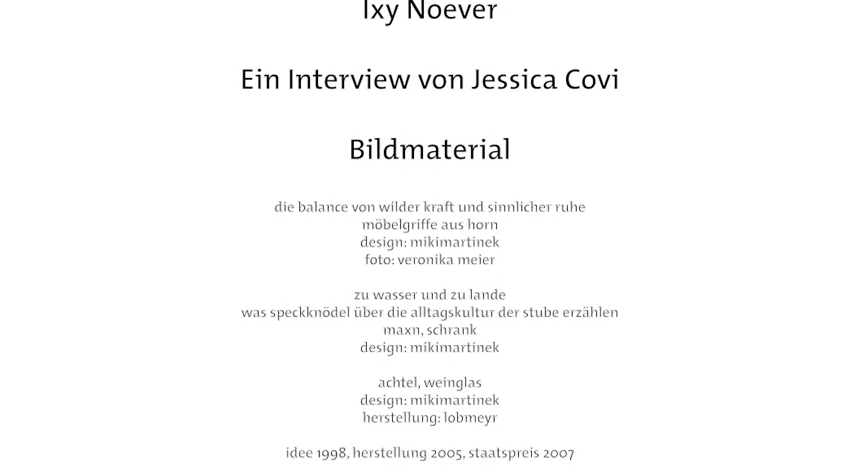 Ixy Noever
Ein Interview von Jessica Covi
Bildmaterial
die balance von wilder kraft und sinnlicher ruhe
möbelgriffe aus horn
design: mikimartinek
foto: veronika meier
zu wasser und zu lande
was speckknödel über die alltagskultur der stube erzählen
maxn, schrank
design: mikimartinek
achtel, weinglas
design: mikimartinek
herstellung: lobmeyr
idee 1998, herstellung 2005, staatspreis 2007